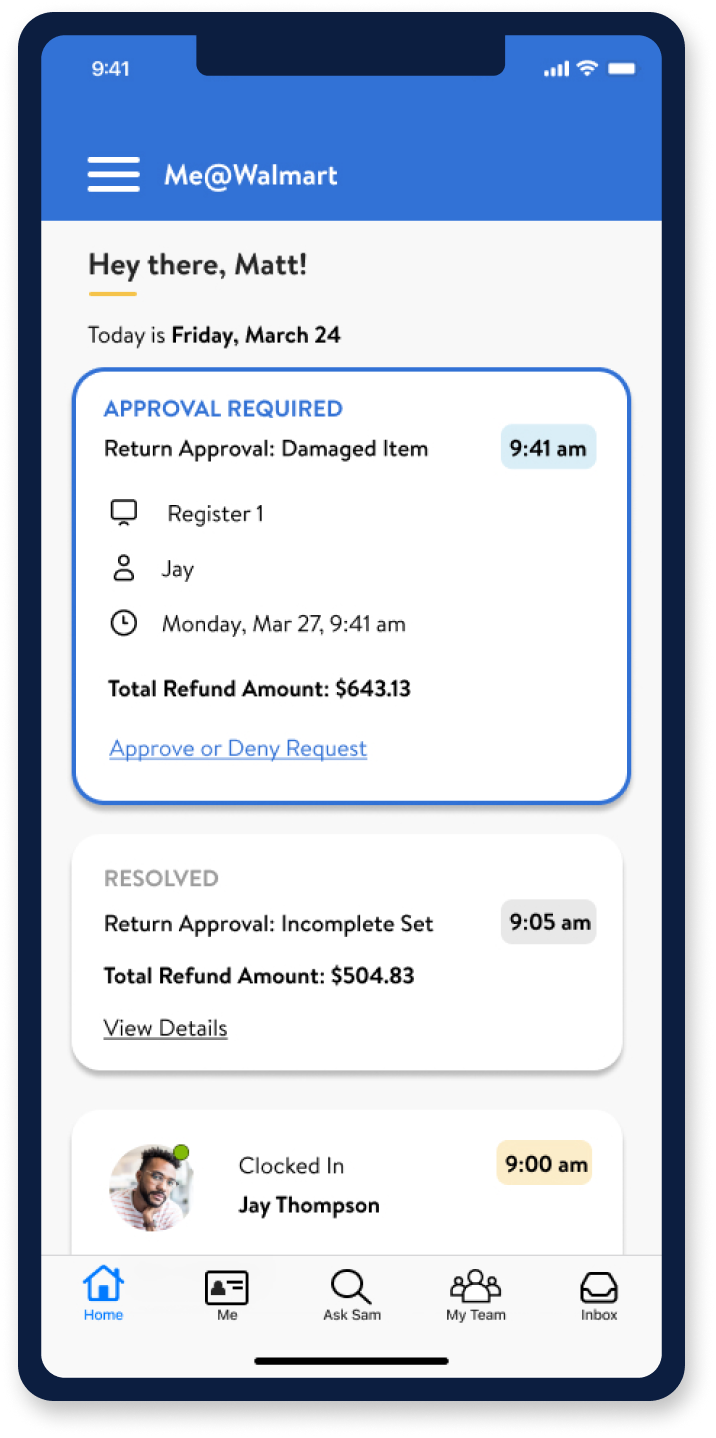 9:41
Me@Walmart
Hey there, Matt!
Today is Friday, March 24
APPROVAL REQUIRED
Return Approval: Damaged Item
9:41 am
Register 1
Jay
Monday, Mar 27, 9:41 am
Total Refund Amount: $643.13
Approve or Deny Request
RESOLVED
Return Approval: Incomplete Set
9:05 am
Total Refund Amount: $504.83
View Details
Clocked In
9:00 am
Jay Thompson
Home
Me
Ask Sam
My Team
Inbox